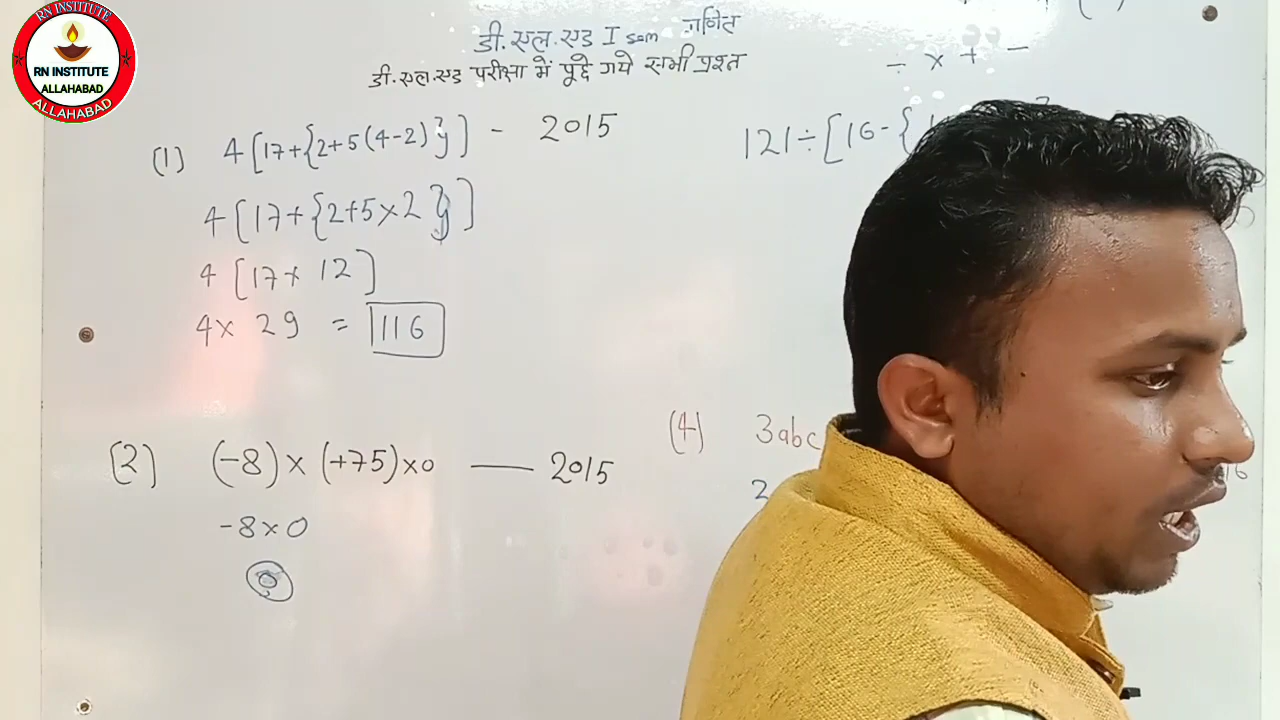 RN INSTITUTE
RN INSTITUTE
ALLAHABAD
ALLAHABAD
डी.एल.एड I sem गणित
डी.एल.एड परीक्षा में पूछे गये सभी प्रश्न
÷ × + −
(1) 4[17+{2+5(4-2)}] - 2015
4[17+{2+5×2}]
4[17+12]
4× 29 = 116
(2) (-8)×(+75)×0 — 2015
-8×0
0
121÷[16-{
(4) 3abc
2
16